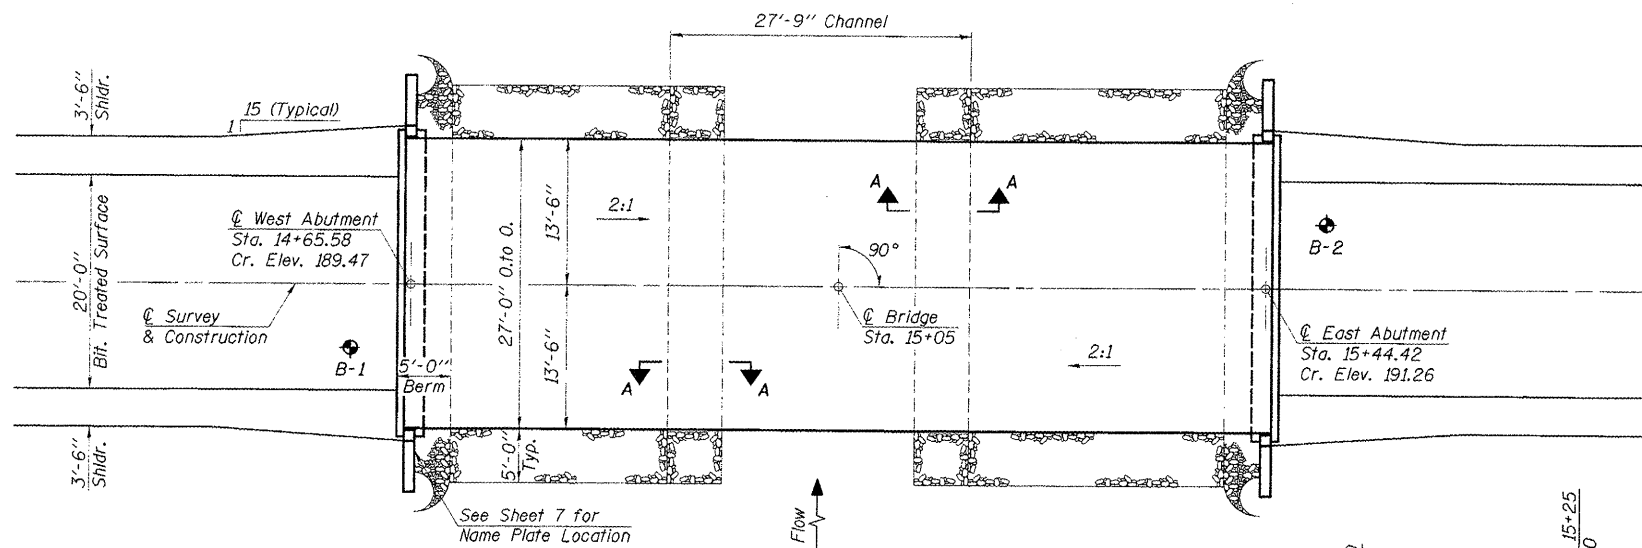 27'-9" Channel
3'-6"
Shldr.
15 (Typical)
1
A
A
2:1
℄ West Abutment
Sta. 14+65.58
Cr. Elev. 189.47
13'-6"
90°
B-2
27'-0" O.to O.
20'-0"
Bit. Treated Surface
℄ Survey
& Construction
℄ Bridge
Sta. 15+05
℄ East Abutment
Sta. 15+44.42
Cr. Elev. 191.26
B-1
5'-0"
Berm
13'-6"
2:1
A
A
3'-6"
Shldr.
5'-0"
Typ.
See Sheet 7 for
Name Plate Location
Flow
15+25